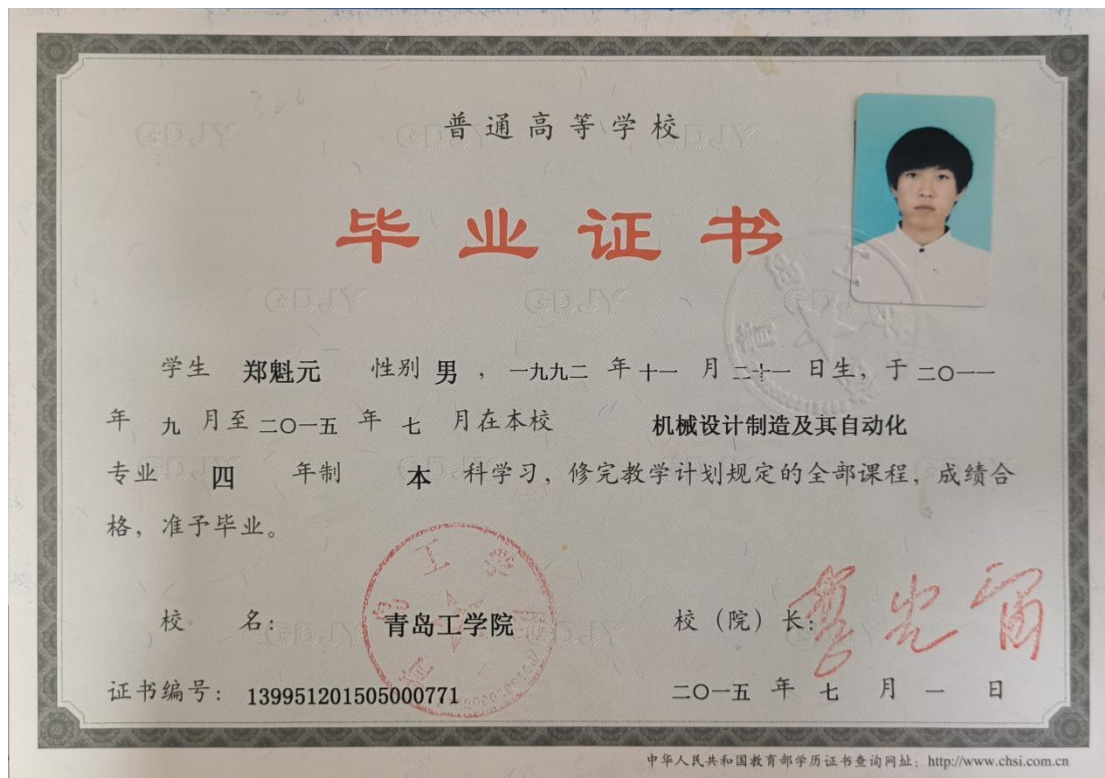 普通高等学校
毕业证书
学生 郑魁元 性别 男 ，一九九二 年 十一 月 二十一 日生，于 二〇一一
年 九 月至 二〇一五 年 七 月在本校 机械设计制造及其自动化
专业 四 年制 本 科学习，修完教学计划规定的全部课程，成绩合
格，准予毕业。
校 名： 青岛工学院 校（院）长：
证书编号： 139951201505000771 二〇一五 年 七 月 一 日
中华人民共和国教育部学历证书查询网址：http://www.chsi.com.cn